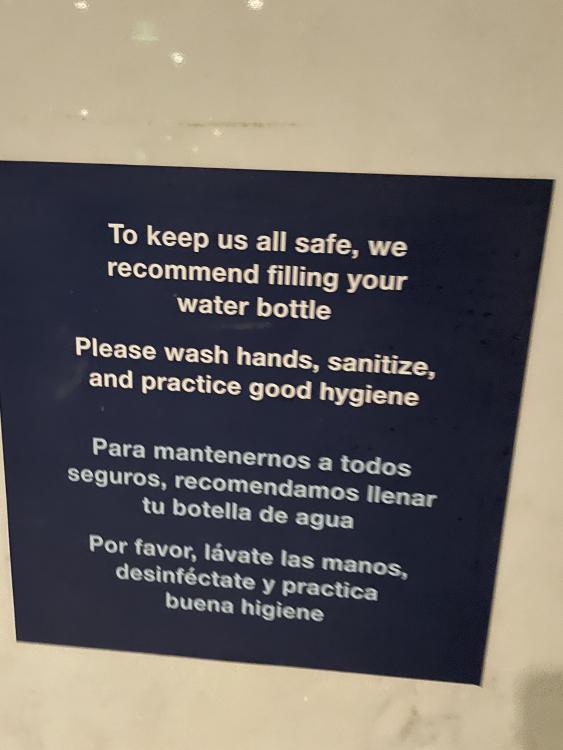 To keep us all safe, we
recommend filling your
water bottle
Please wash hands, sanitize,
and practice good hygiene
Para mantenernos a todos
seguros, recomendamos llenar
tu botella de agua
Por favor, lávate las manos,
desinféctate y practica
buena higiene